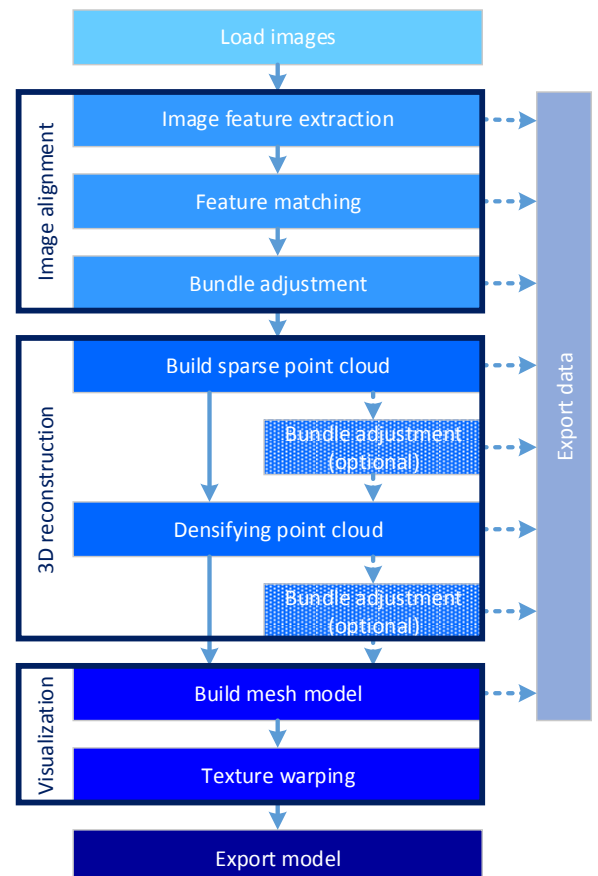 Load images
Image alignment
Image feature extraction
Feature matching
Bundle adjustment
3D reconstruction
Build sparse point cloud
Bundle adjustment
(optional)
Densifying point cloud
Bundle adjustment
(optional)
Visualization
Build mesh model
Texture warping
Export model
Export data